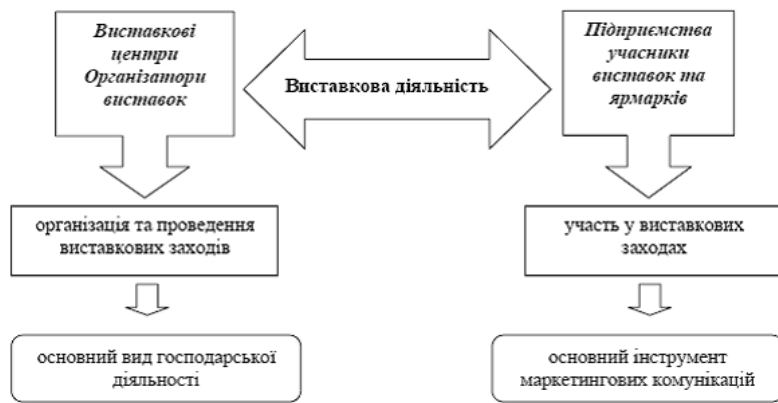 Виставкові
центри
Організатори
виставок
Виставкова діяльність
Підприємства
учасники
виставок та
ярмарків
організація та проведення
виставкових заходів
участь у виставкових
заходах
основний вид господарської
діяльності
основний інструмент
маркетингових комунікацій